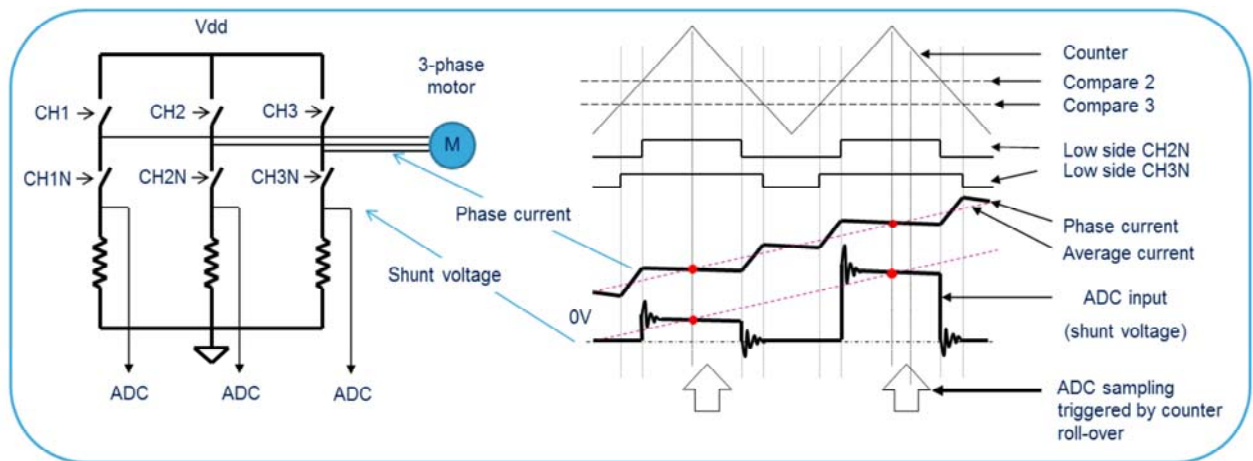 Vdd
3-phase
motor
CH1
CH2
CH3
M
CH1N
CH2N
CH3N
Phase current
Shunt voltage
ADC
ADC
ADC
Counter
Compare 2
Compare 3
Low side CH2N
Low side CH3N
Phase current
Average current
0V
ADC input
(shunt voltage)
ADC sampling
triggered by counter
roll-over